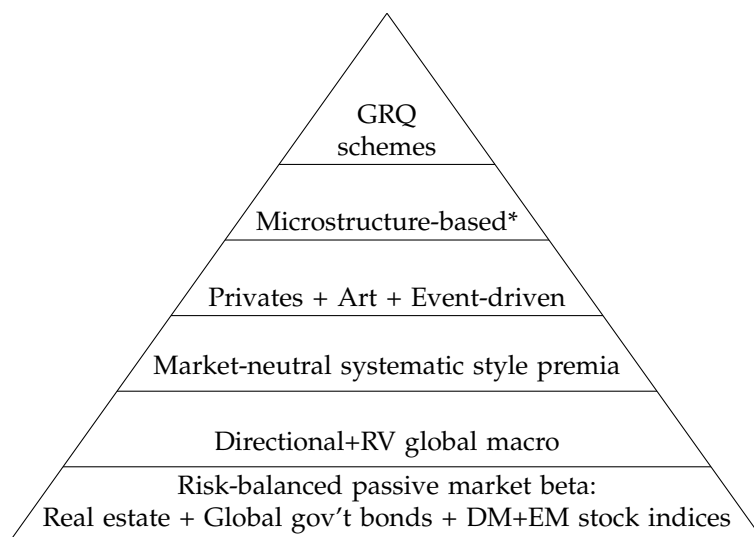 GRQ
schemes
Microstructure-based*
Privates + Art + Event-driven
Market-neutral systematic style premia
Directional+RV global macro
Risk-balanced passive market beta:
Real estate + Global gov't bonds + DM+EM stock indices